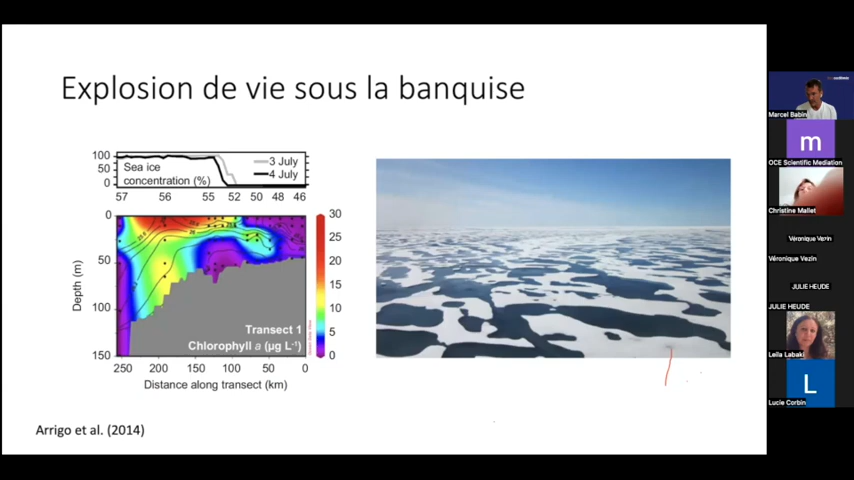 Explosion de vie sous la banquise
100
50
0
Sea ice
concentration (%)
3 July
4 July
57 56 55 52 50 48 46
0
50
100
150
Depth (m)
30
25
20
15
10
5
0
Transect 1
Chlorophyll a (µg L⁻¹)
250 200 150 100 50 0
Distance along transect (km)
Arrigo et al. (2014)
Marcel Babin
m
OCE Scientific Mediation
Christine Mallet
Véronique Vezin
Véronique Vezin
JULIE HEUDE
JULIE HEUDE
Leïla Labaki
L
Lucie Corbin